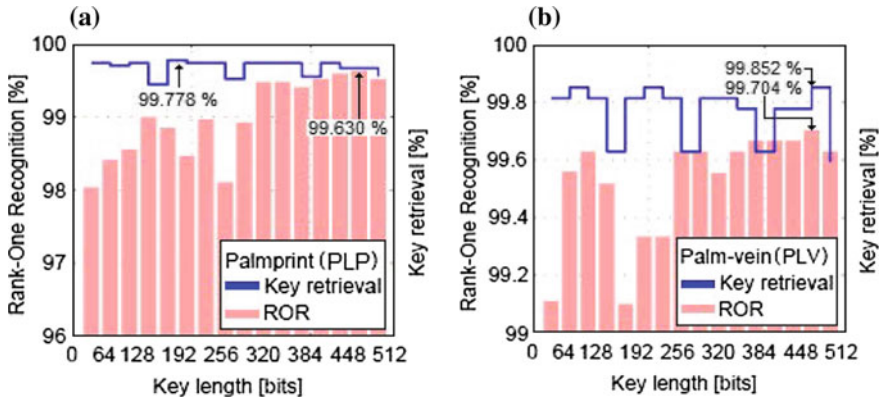 (a)
100
99
98
97
96
Rank-One Recognition [%]
99.778 %
99.630 %
Palmprint (PLP)
Key retrieval
ROR
Key retrieval [%]
0 64 128 192 256 320 384 448 512
Key length [bits]
(b)
100
99.8
99.6
99.4
99.2
99
Rank-One Recognition [%]
99.852 %
99.704 %
Palm-vein (PLV)
Key retrieval
ROR
Key retrieval [%]
0 64 128 192 256 320 384 448 512
Key length [bits]